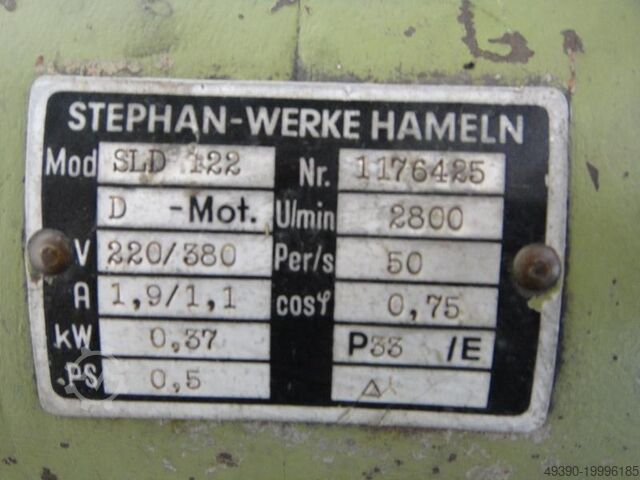 STEPHAN-WERKE HAMELN
Mod SLD 122 Nr. 1176425
D -Mot. U/min 2800
V 220/380 Per/s 50
A 1,9/1,1 cosφ 0,75
kW 0,37 P33 /E
PS 0,5 △
49390-19996185